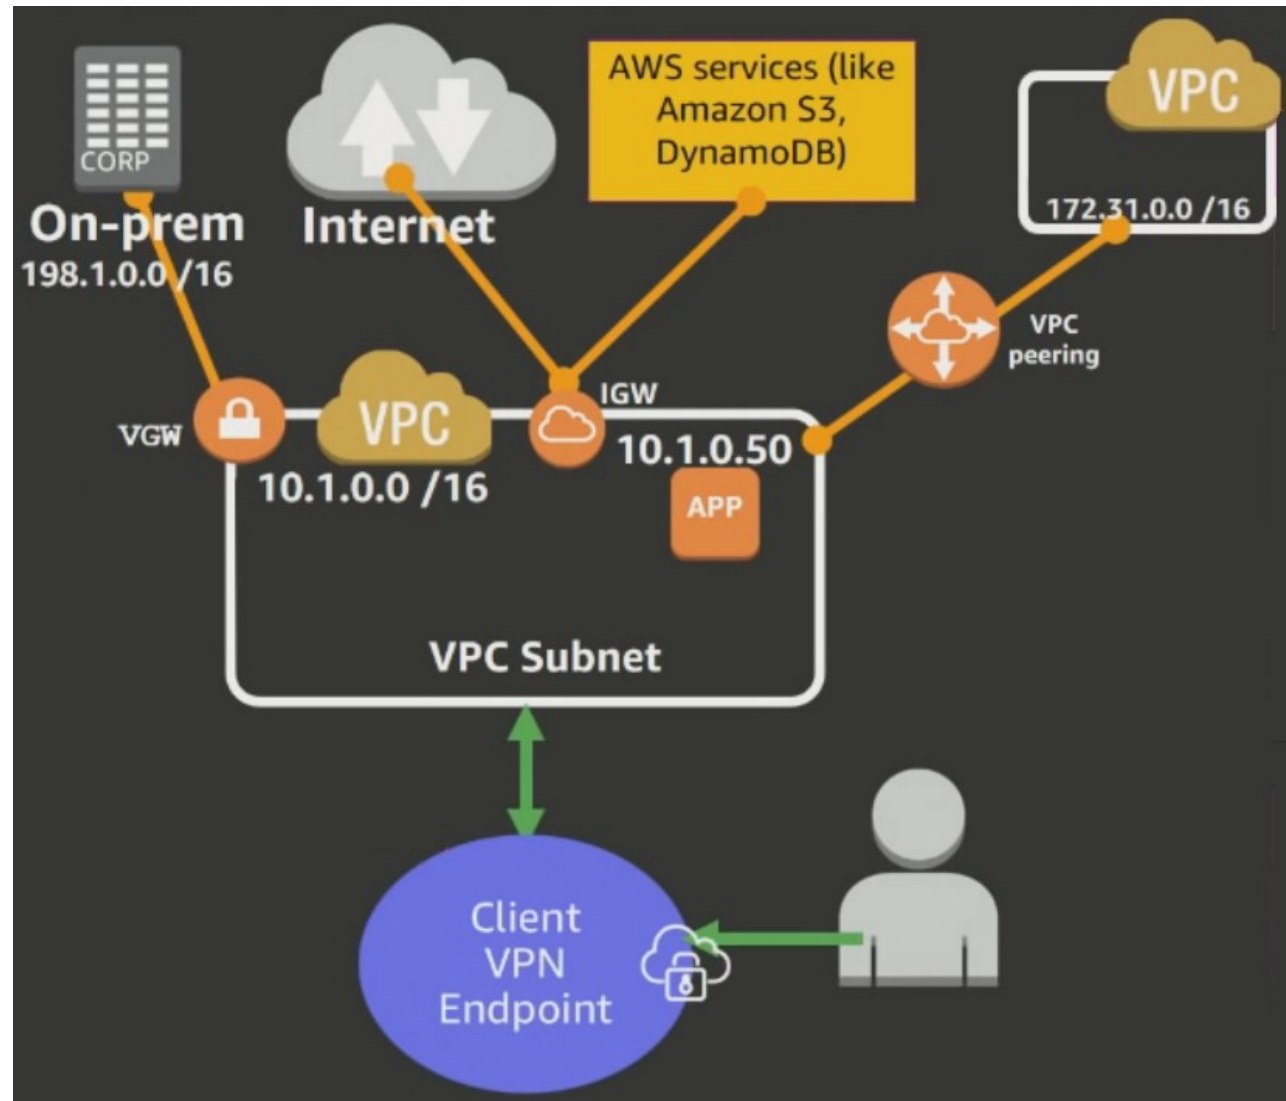 CORP
On-prem
198.1.0.0 /16
Internet
AWS services (like
Amazon S3,
DynamoDB)
VPC
172.31.0.0 /16
VPC
peering
VGW
VPC
IGW
10.1.0.0 /16
10.1.0.50
APP
VPC Subnet
Client
VPN
Endpoint